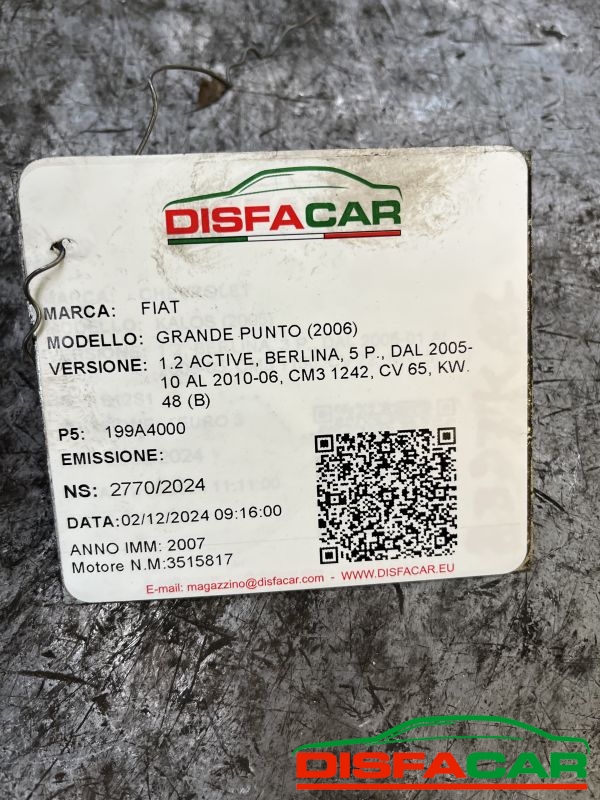 DISFACAR
MARCA: FIAT
MODELLO: GRANDE PUNTO (2006)
VERSIONE: 1.2 ACTIVE, BERLINA, 5 P., DAL 2005-
10 AL 2010-06, CM3 1242, CV 65, KW.
48 (B)
P5: 199A4000
EMISSIONE:
NS: 2770/2024
DATA:02/12/2024 09:16:00
ANNO IMM: 2007
Motore N.M:3515817
E-mail: magazzino@disfacar.com - WWW.DISFACAR.EU
DISFACAR